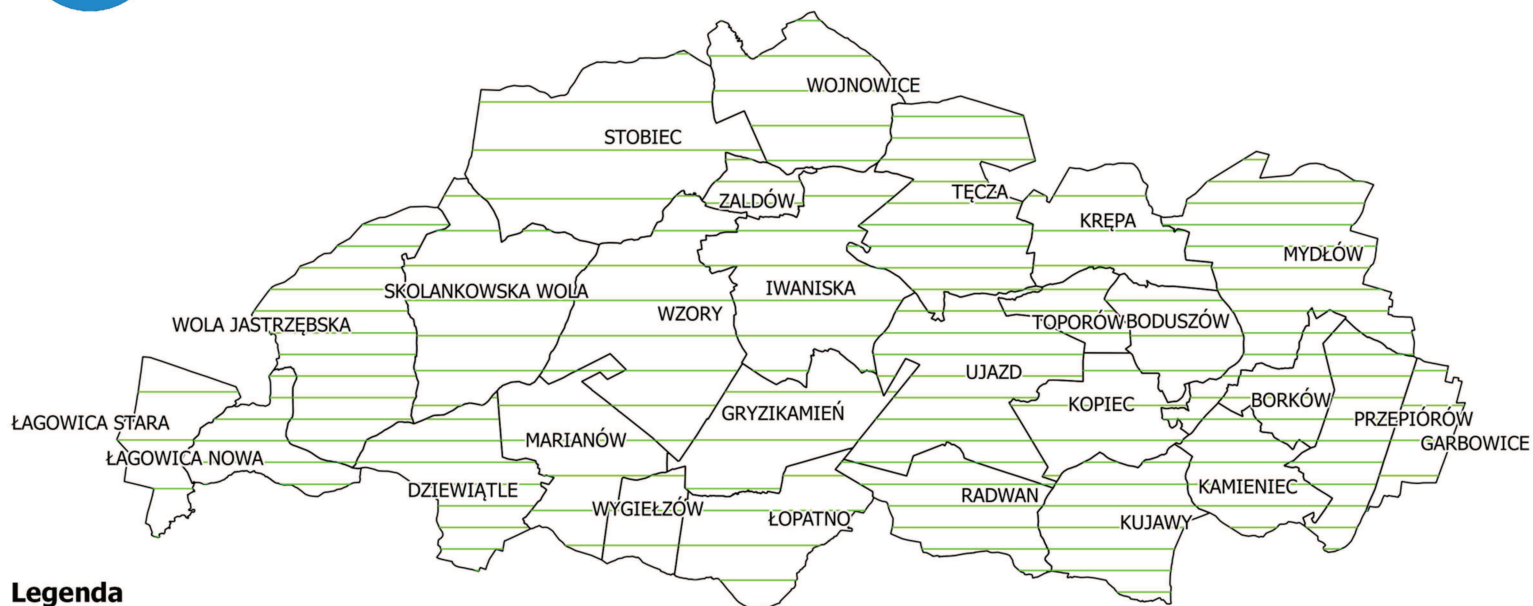 WOJNOWICE
STOBIEC
ZALDÓW
TĘCZA
KRĘPA
MYDŁÓW
SKOLANKOWSKA WOLA
IWANISKA
WZORY
WOLA JASTRZĘBSKA
TOPORÓW
BODUSZÓW
UJAZD
KOPIEC
BORKÓW
GRYZIKAMIEŃ
PRZEPIÓRÓW
ŁAGOWICA STARA
MARIANÓW
GARBOWICE
ŁAGOWICA NOWA
DZIEWIĄTLE
KAMIENIEC
RADWAN
WYGIEŁZÓW
ŁOPATNO
KUJAWY
Legenda